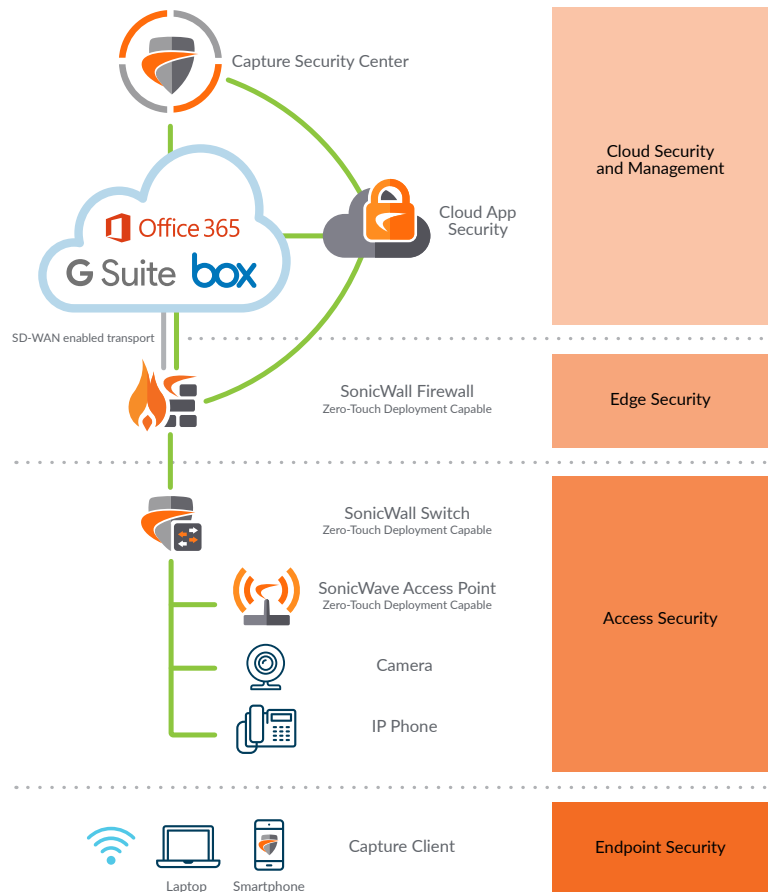 Capture Security Center
Cloud Security
and Management
Office 365
G Suite box
Cloud App
Security
SD-WAN enabled transport
SonicWall Firewall
Zero-Touch Deployment Capable
Edge Security
SonicWall Switch
Zero-Touch Deployment Capable
SonicWave Access Point
Zero-Touch Deployment Capable
Access Security
Camera
IP Phone
Capture Client
Endpoint Security
Laptop
Smartphone